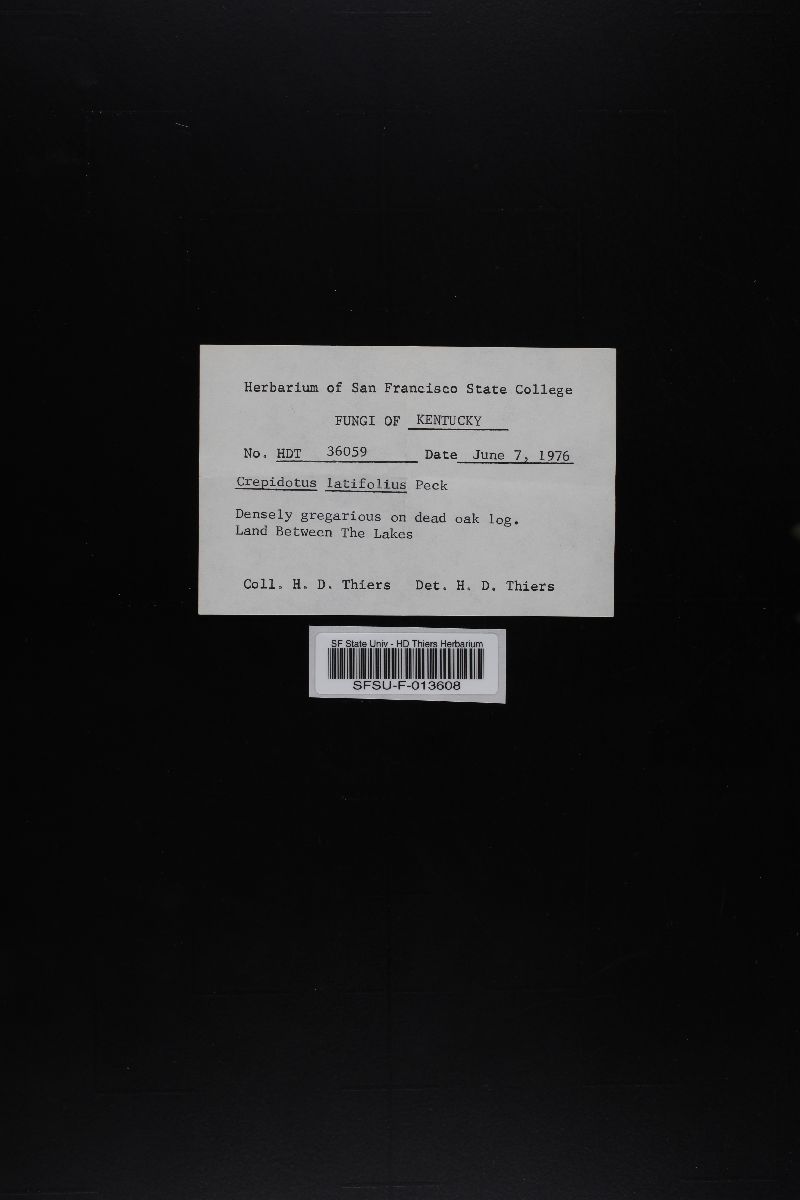 Herbarium of San Francisco State College
FUNGI OF KENTUCKY
No. HDT 36059 Date June 7, 1976
Crepidotus latifolius Peck
Densely gregarious on dead oak log.
Land Between The Lakes
Coll. H. D. Thiers Det. H. D. Thiers
SF State Univ - HD Thiers Herbarium
SFSU-F-013608